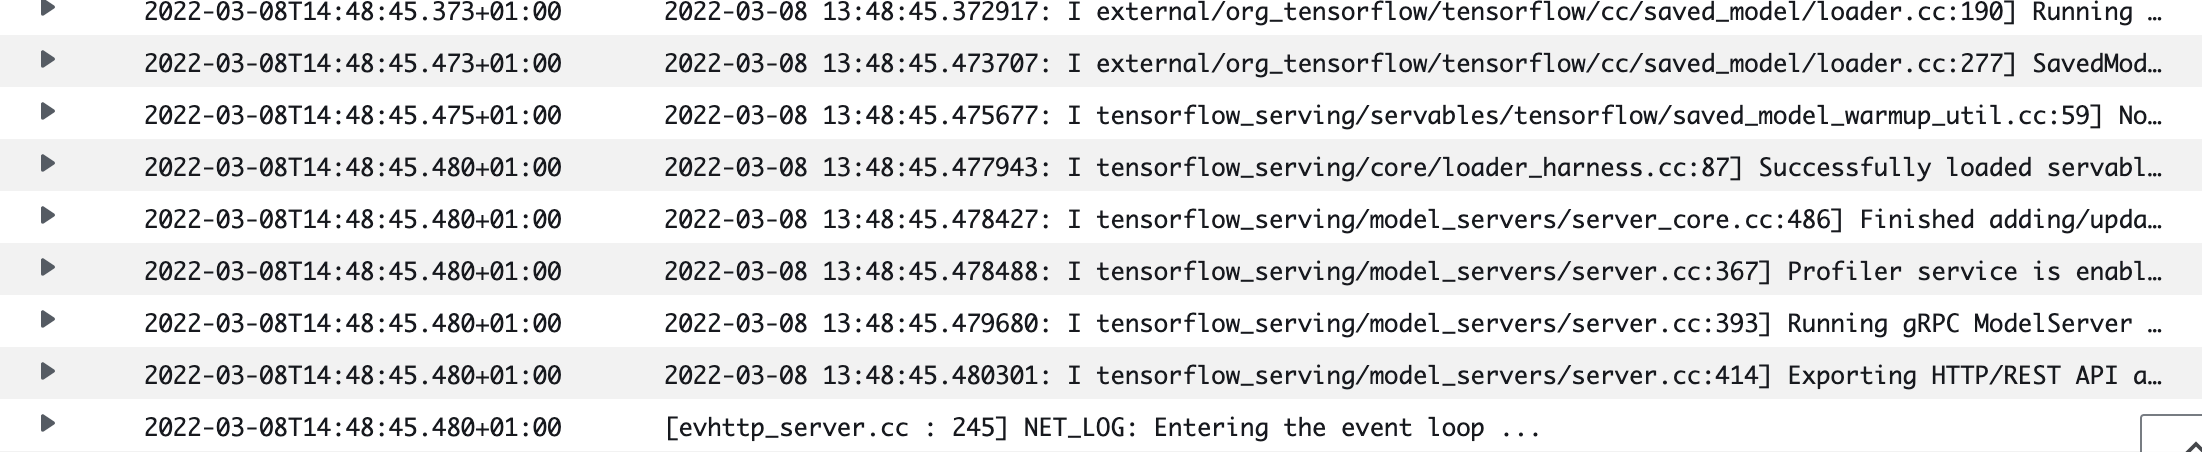 2022-03-08T14:48:45.373+01:00 2022-03-08 13:48:45.372917: I external/org_tensorflow/tensorflow/cc/saved_model/loader.cc:190] Running …
2022-03-08T14:48:45.473+01:00 2022-03-08 13:48:45.473707: I external/org_tensorflow/tensorflow/cc/saved_model/loader.cc:277] SavedMod…
2022-03-08T14:48:45.475+01:00 2022-03-08 13:48:45.475677: I tensorflow_serving/servables/tensorflow/saved_model_warmup_util.cc:59] No…
2022-03-08T14:48:45.480+01:00 2022-03-08 13:48:45.477943: I tensorflow_serving/core/loader_harness.cc:87] Successfully loaded servabl…
2022-03-08T14:48:45.480+01:00 2022-03-08 13:48:45.478427: I tensorflow_serving/model_servers/server_core.cc:486] Finished adding/upda…
2022-03-08T14:48:45.480+01:00 2022-03-08 13:48:45.478488: I tensorflow_serving/model_servers/server.cc:367] Profiler service is enabl…
2022-03-08T14:48:45.480+01:00 2022-03-08 13:48:45.479680: I tensorflow_serving/model_servers/server.cc:393] Running gRPC ModelServer …
2022-03-08T14:48:45.480+01:00 2022-03-08 13:48:45.480301: I tensorflow_serving/model_servers/server.cc:414] Exporting HTTP/REST API a…
2022-03-08T14:48:45.480+01:00 [evhttp_server.cc : 245] NET_LOG: Entering the event loop ...